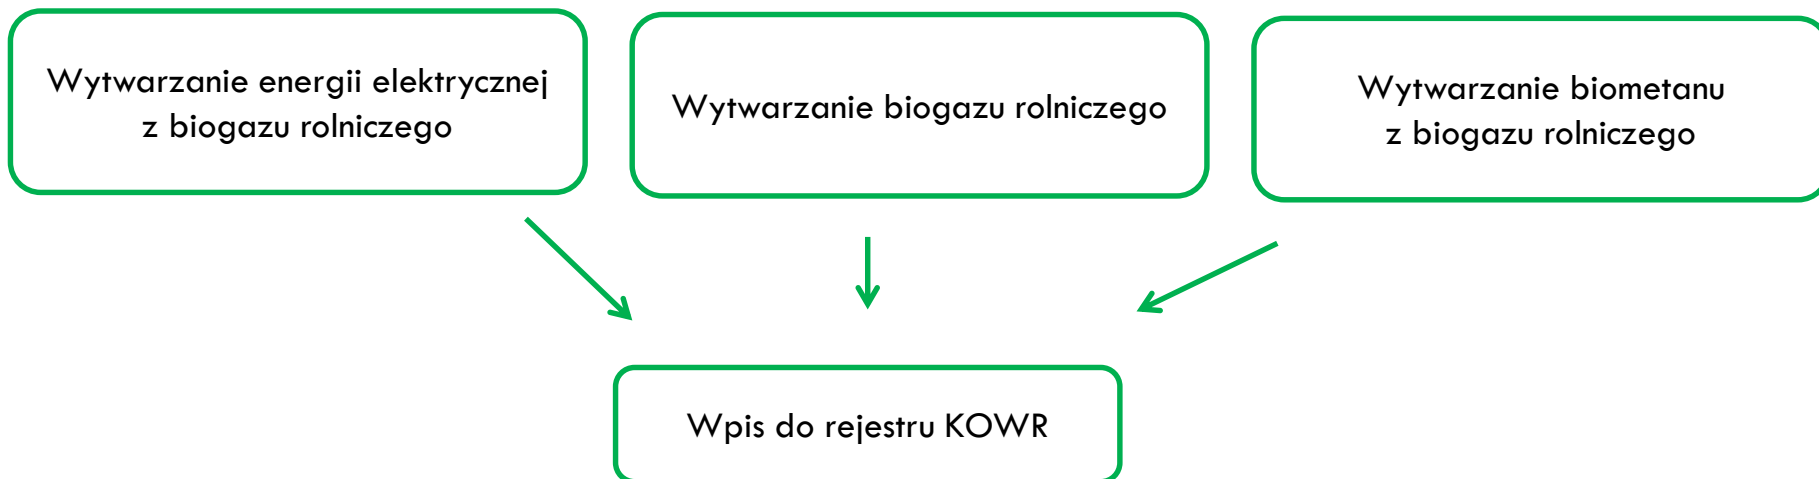 Wytwarzanie energii elektrycznej
z biogazu rolniczego
Wytwarzanie biogazu rolniczego
Wytwarzanie biometanu
z biogazu rolniczego
Wpis do rejestru KOWR